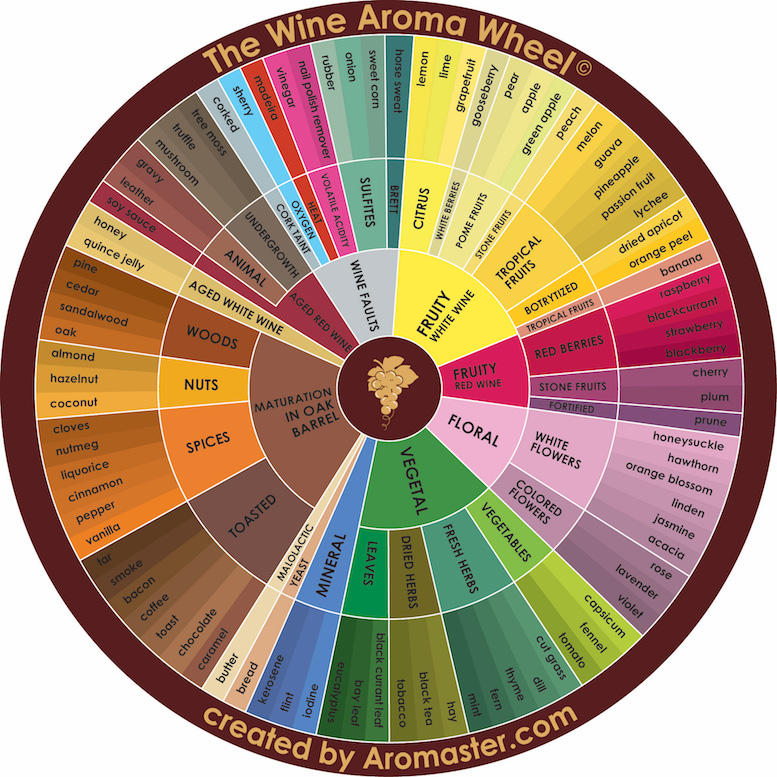 The Wine Aroma Wheel©
FRUITY
WHITE WINE
CITRUS
lemon
lime
grapefruit
WHITE BERRIES
gooseberry
POME FRUITS
pear
apple
green apple
STONE FRUITS
peach
TROPICAL
FRUITS
melon
guava
pineapple
passion fruit
lychee
BOTRYTIZED
dried apricot
orange peel
TROPICAL FRUITS
banana
FRUITY
RED WINE
RED BERRIES
raspberry
blackcurrant
strawberry
blackberry
STONE FRUITS
cherry
plum
FORTIFIED
prune
FLORAL
WHITE
FLOWERS
honeysuckle
hawthorn
orange blossom
linden
jasmine
acacia
COLORED
FLOWERS
rose
lavender
violet
VEGETAL
VEGETABLES
capsicum
fennel
tomato
FRESH HERBS
cut grass
dill
thyme
fern
mint
DRIED HERBS
hay
black tea
tobacco
LEAVES
black currant leaf
bay leaf
eucalyptus
MINERAL
iodine
flint
kerosene
YEAST
bread
MALOLACTIC
butter
MATURATION
IN OAK
BARREL
TOASTED
caramel
chocolate
toast
coffee
bacon
smoke
tar
SPICES
vanilla
pepper
cinnamon
liquorice
nutmeg
cloves
NUTS
coconut
hazelnut
almond
WOODS
oak
sandalwood
cedar
pine
AGED WHITE WINE
quince jelly
honey
AGED RED WINE
soy sauce
ANIMAL
leather
gravy
UNDERGROWTH
mushroom
truffle
tree moss
WINE FAULTS
CORK TAINT
corked
OXYGEN
sherry
HEAT
madeira
VOLATILE ACIDITY
vinegar
nail polish remover
SULFITES
rubber
onion
sweet corn
BRETT
horse sweat
created by Aromaster.com